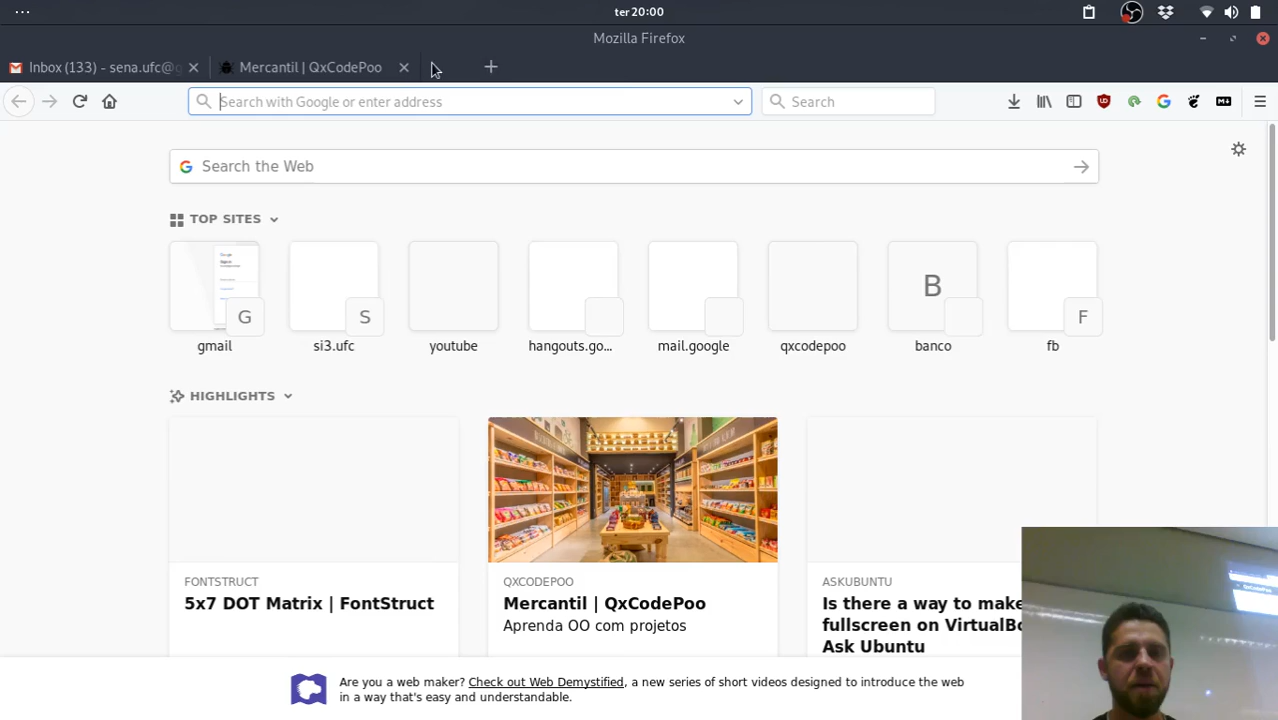 ter 20:00
Mozilla Firefox
Inbox (133) - sena.ufc@g
Mercantil | QxCodePoo
Search with Google or enter address
Search
Search the Web
TOP SITES
G
S
B
F
gmail
si3.ufc
youtube
hangouts.go...
mail.google
qxcodepoo
banco
fb
HIGHLIGHTS
FONTSTRUCT
5x7 DOT Matrix | FontStruct
QXCODEPOO
Mercantil | QxCodePoo
Aprenda OO com projetos
ASKUBUNTU
Is there a way to make
fullscreen on VirtualBo
Ask Ubuntu
Are you a web maker? Check out Web Demystified, a new series of short videos designed to introduce the web
in a way that's easy and understandable.